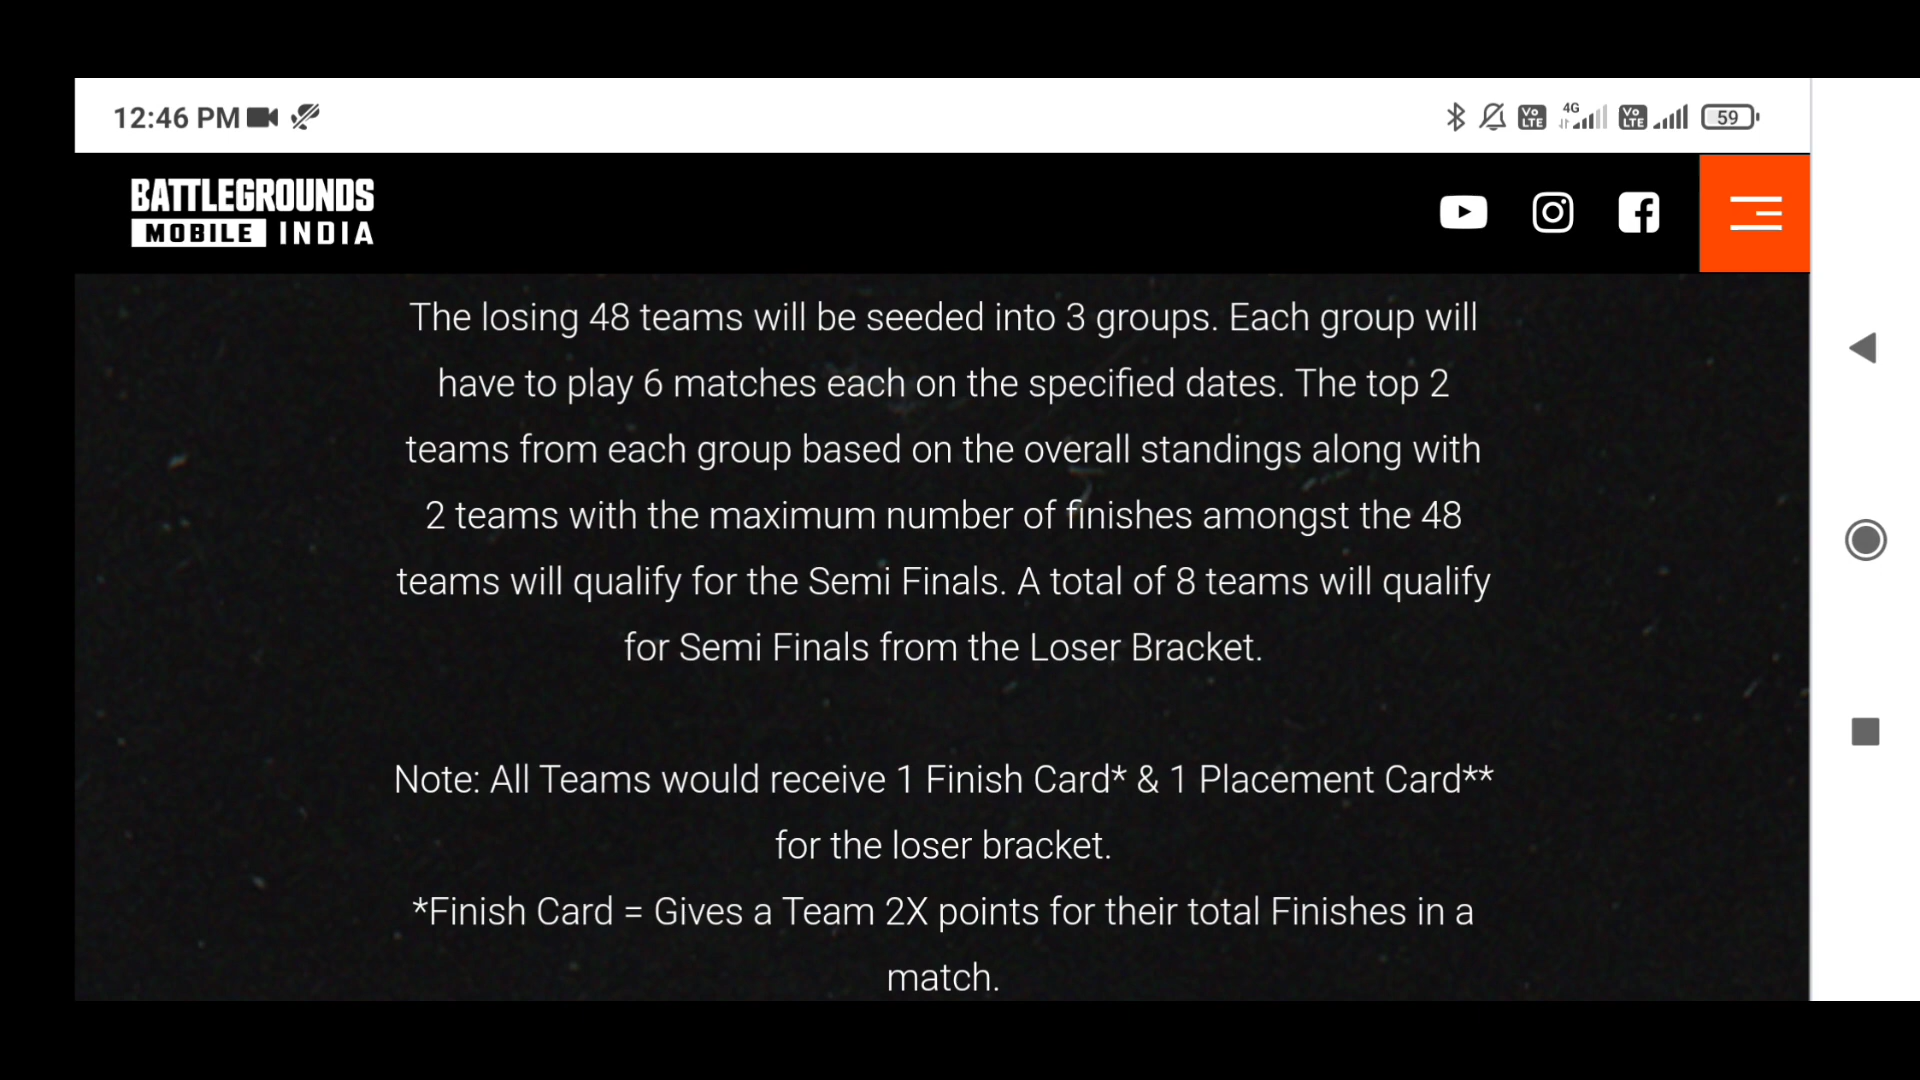 12:46 PM
Vo LTE 4G Vo LTE 59
BATTLEGROUNDS
MOBILE INDIA
The losing 48 teams will be seeded into 3 groups. Each group will
have to play 6 matches each on the specified dates. The top 2
teams from each group based on the overall standings along with
2 teams with the maximum number of finishes amongst the 48
teams will qualify for the Semi Finals. A total of 8 teams will qualify
for Semi Finals from the Loser Bracket.
Note: All Teams would receive 1 Finish Card* & 1 Placement Card**
for the loser bracket.
*Finish Card = Gives a Team 2X points for their total Finishes in a
match.